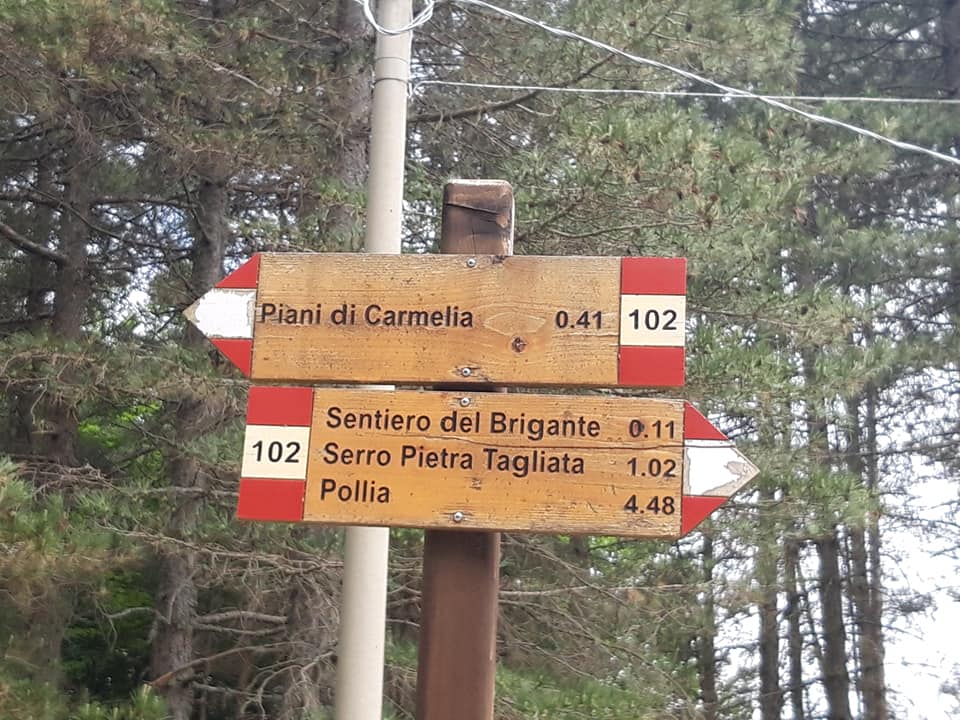 Piani di Carmelia 0.41 102
102 Sentiero del Brigante 0.11
Serro Pietra Tagliata 1.02
Pollia 4.48